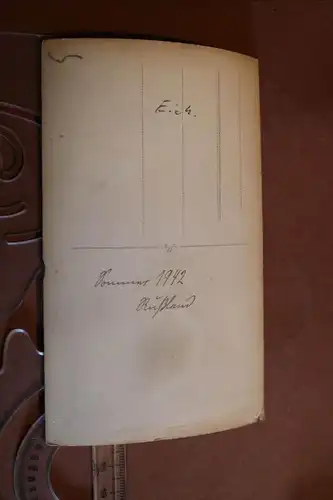 Eich.
Sommer 1942
Rußland